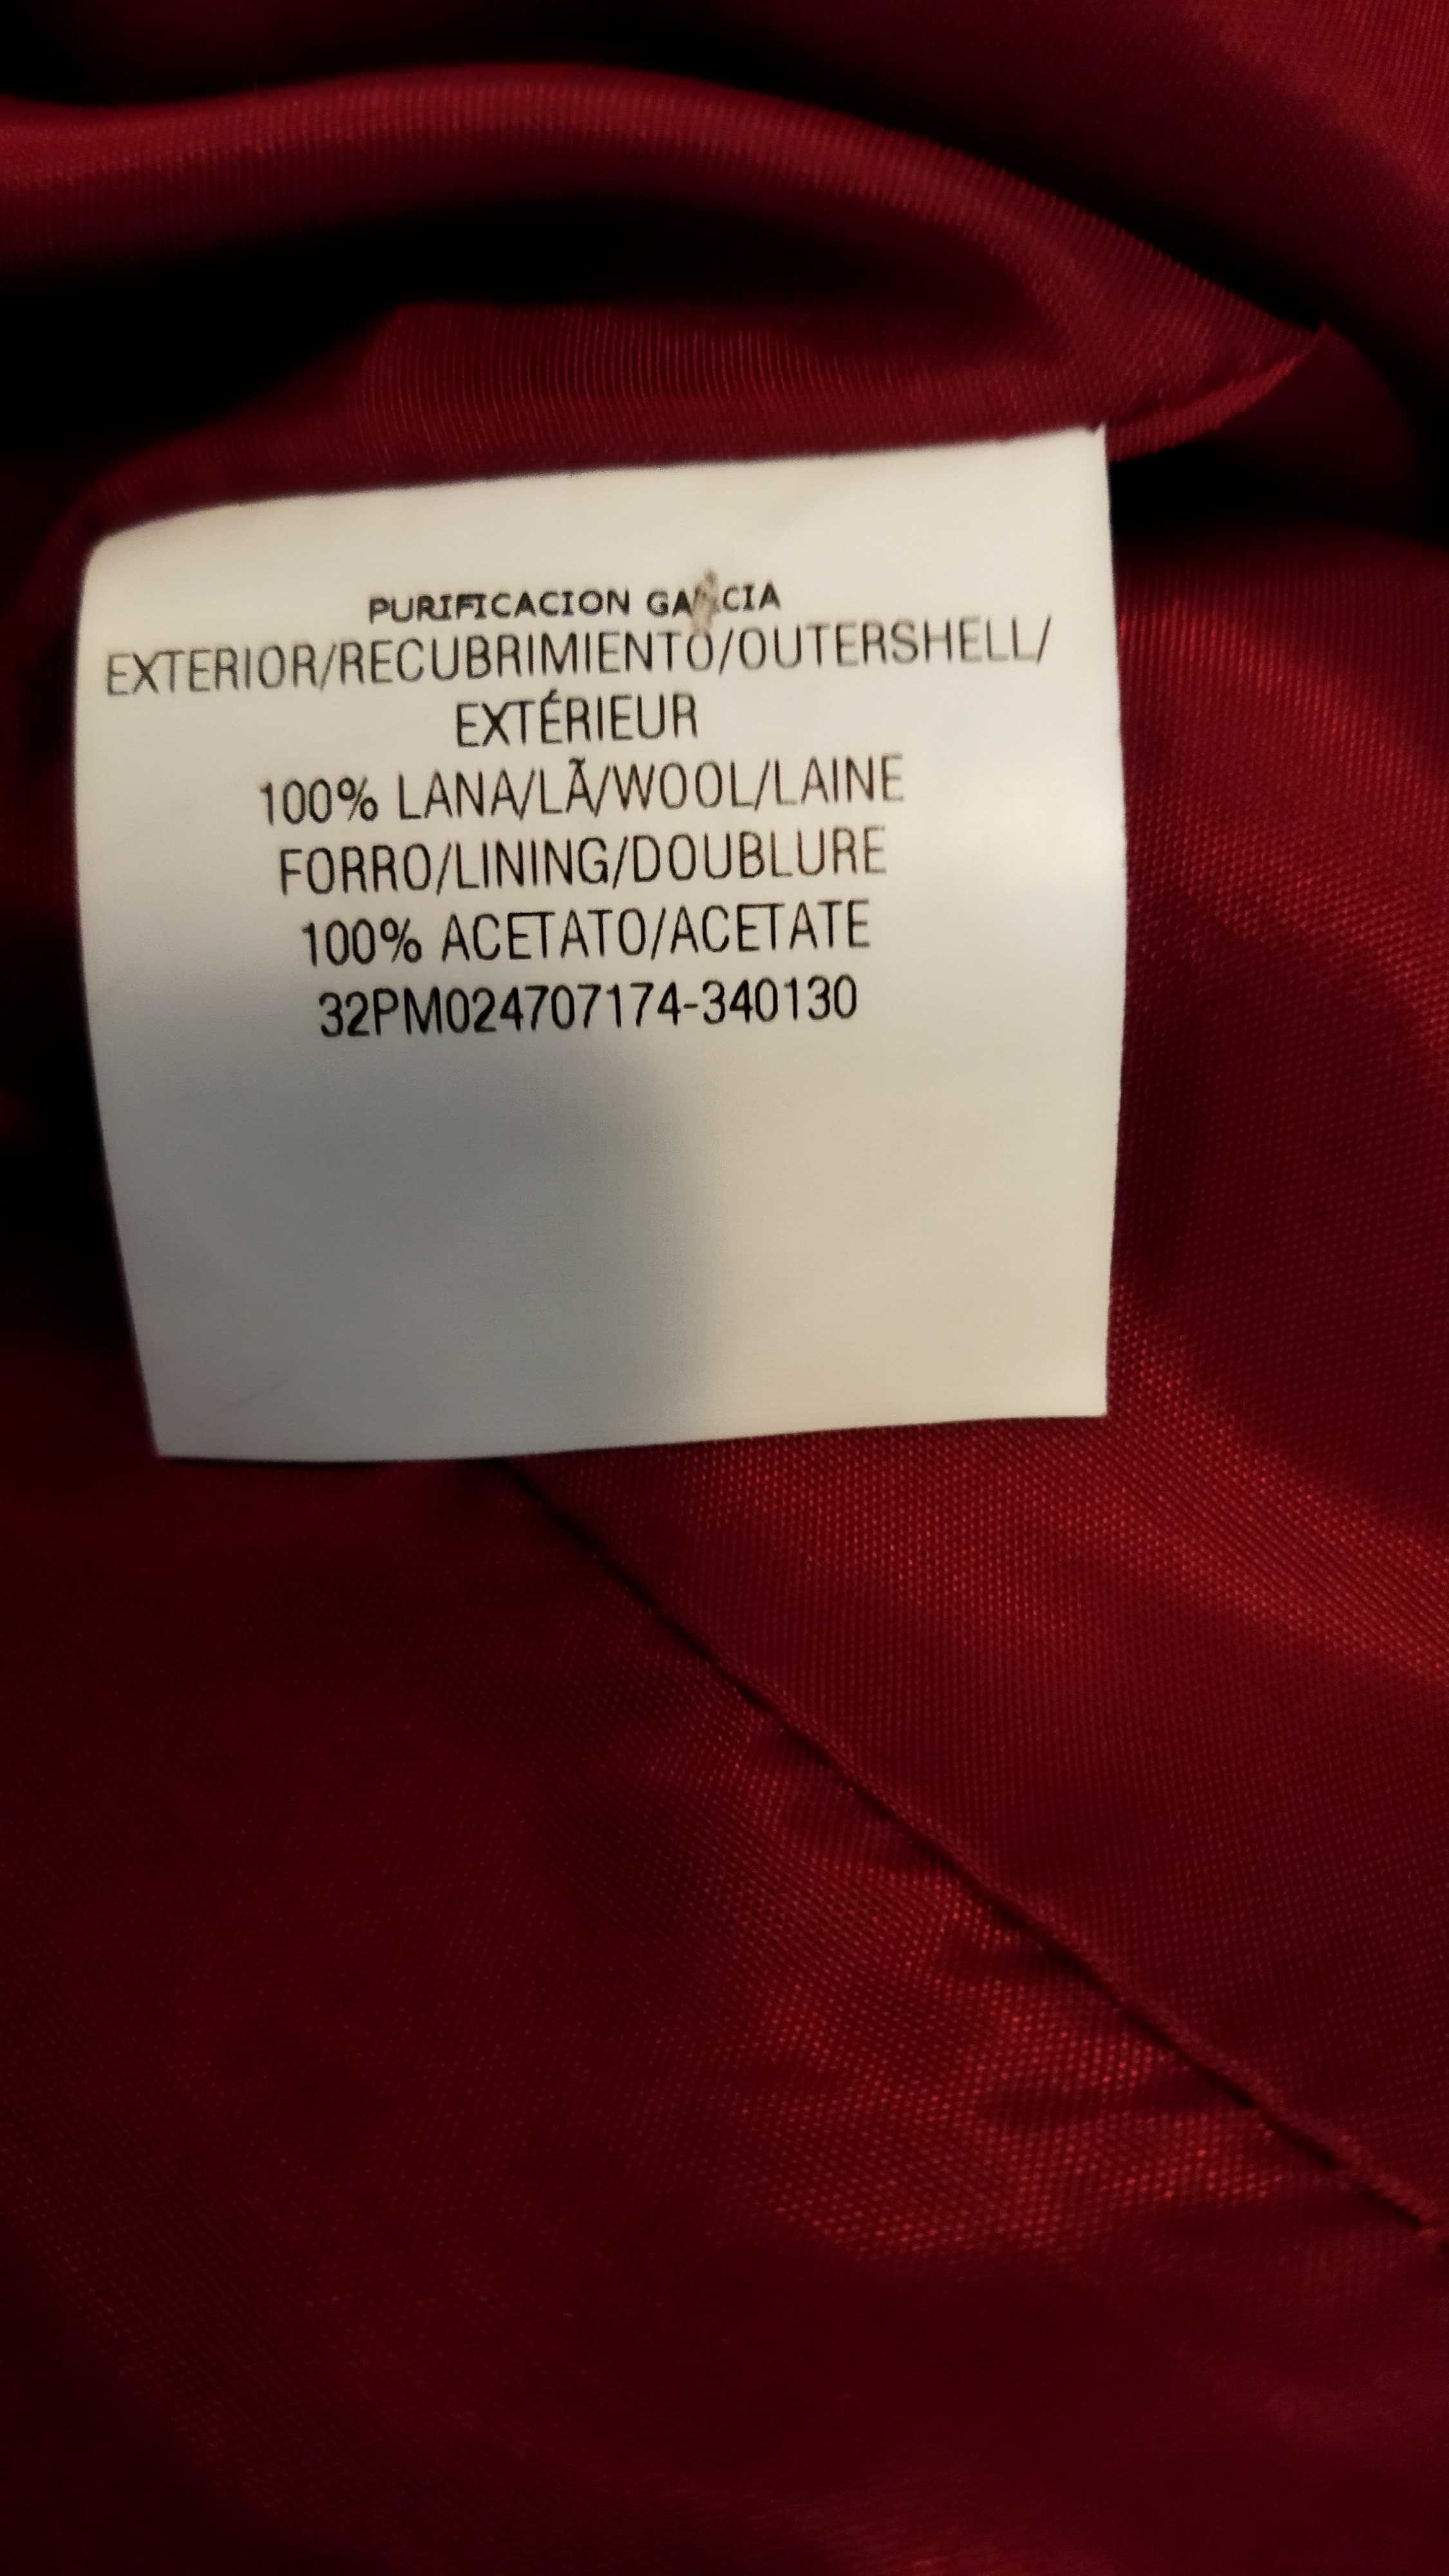 PURIFICACION GARCIA
EXTERIOR/RECUBRIMIENTO/OUTERSHELL/
EXTÉRIEUR
100% LANA/LÃ/WOOL/LAINE
FORRO/LINING/DOUBLURE
100% ACETATO/ACETATE
32PM024707174-340130